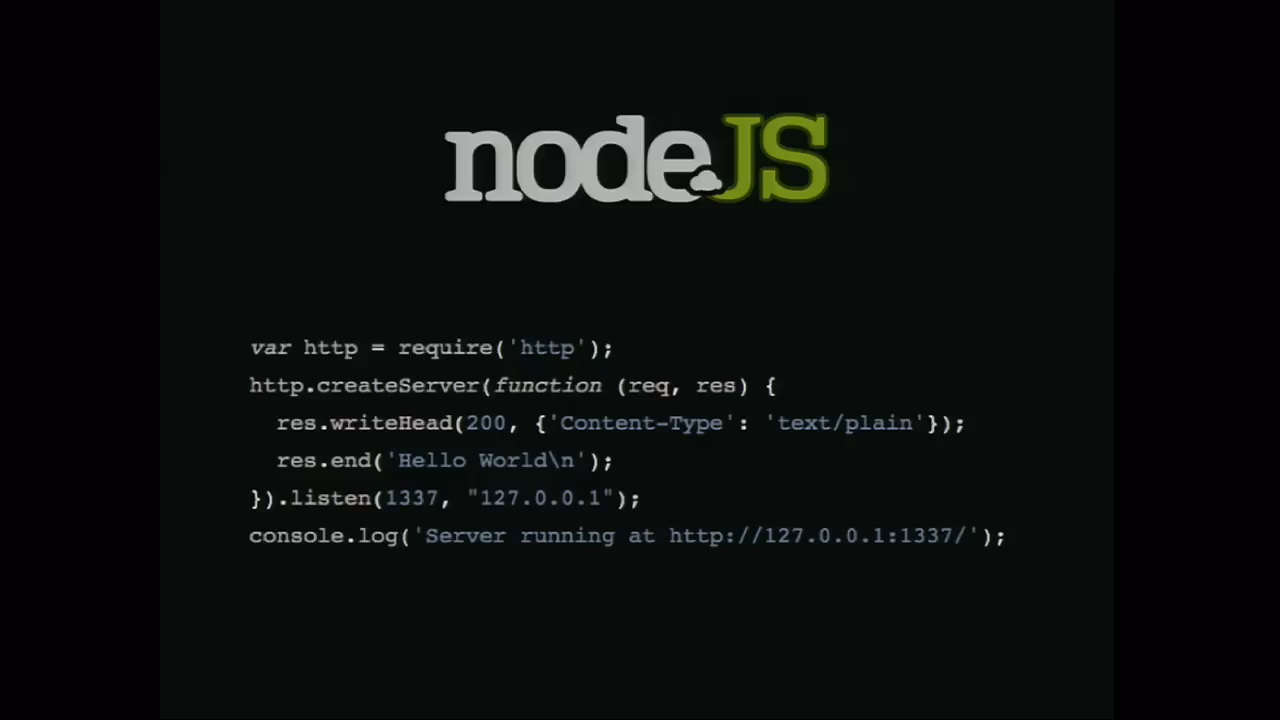 nodeJS
var http = require('http');
http.createServer(function (req, res) {
  res.writeHead(200, {'Content-Type': 'text/plain'});
  res.end('Hello World\n');
}).listen(1337, "127.0.0.1");
console.log('Server running at http://127.0.0.1:1337/');